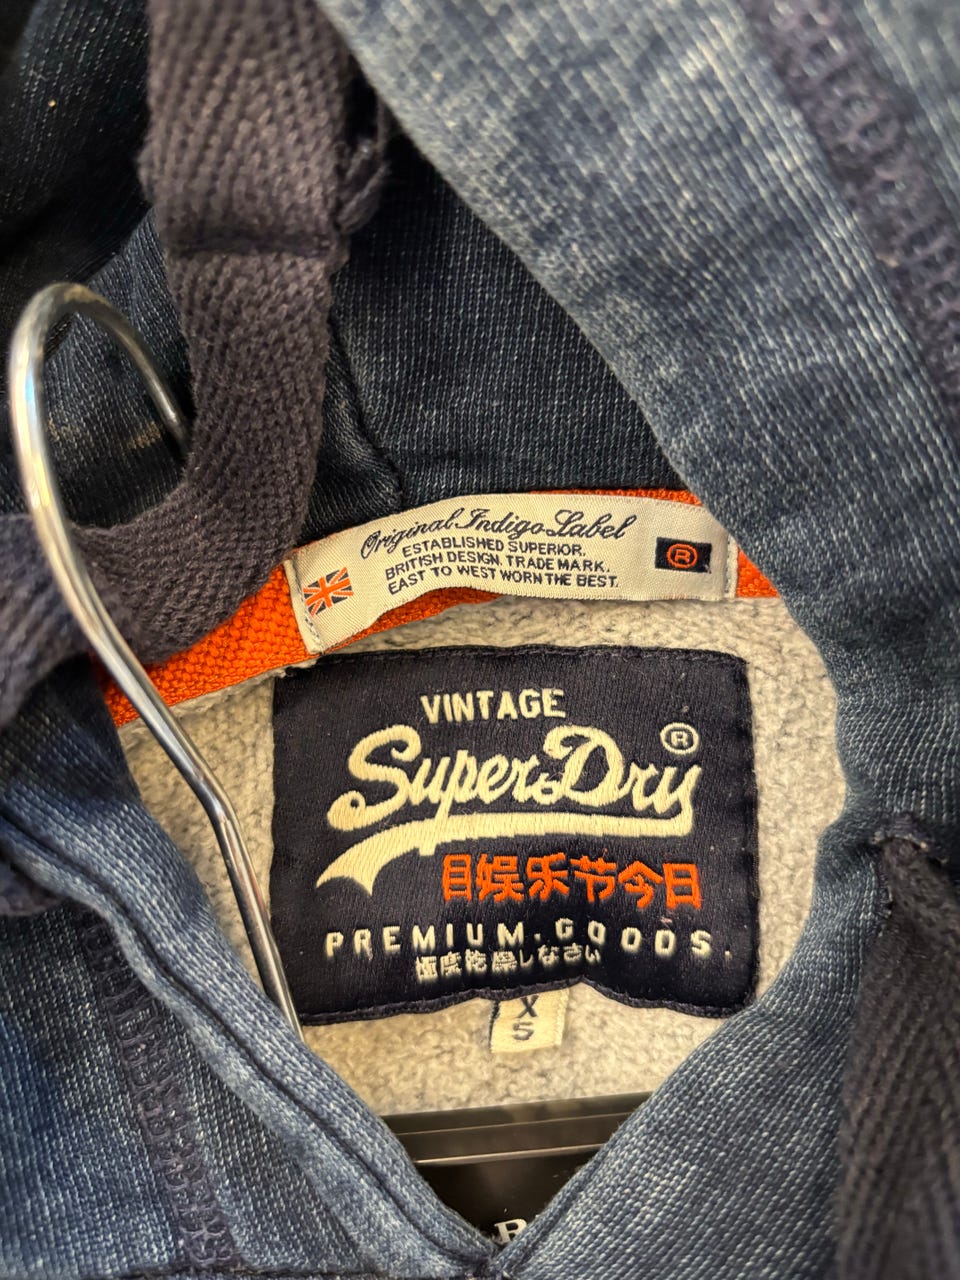 Original Indigo Label
ESTABLISHED SUPERIOR.
BRITISH DESIGN. TRADE MARK.
EAST TO WEST WORN THE BEST.
®
VINTAGE
SuperDry®
目娱乐节今日
PREMIUM.GOODS.
極度乾燥しなさい
X
S